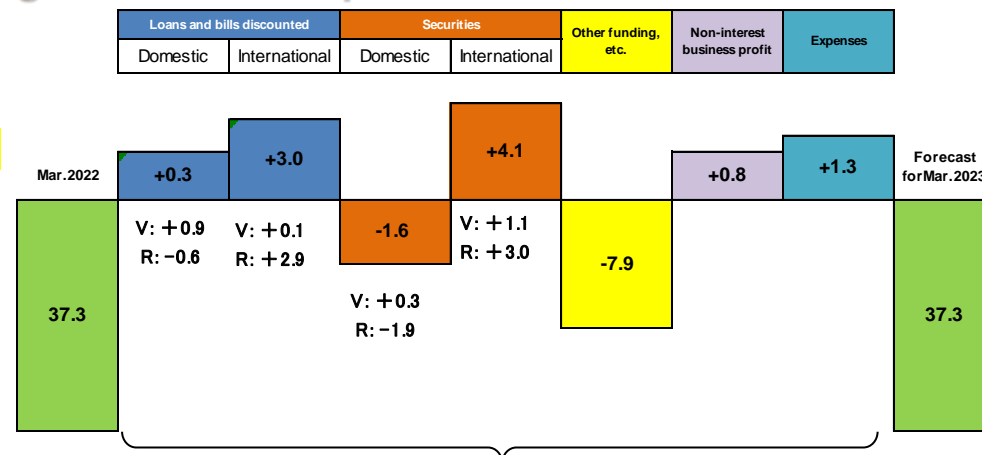 Loans and bills discounted
Securities
Other funding,
etc.
Non-interest
business profit
Expenses
Domestic
International
Domestic
International
Mar.2022
+0.3
+3.0
-1.6
+4.1
-7.9
+0.8
+1.3
Forecast
forMar.2023
V:+0.9
R:-0.6
V:+0.1
R:+2.9
V:+0.3
R:-1.9
V:+1.1
R:+3.0
37.3
37.3